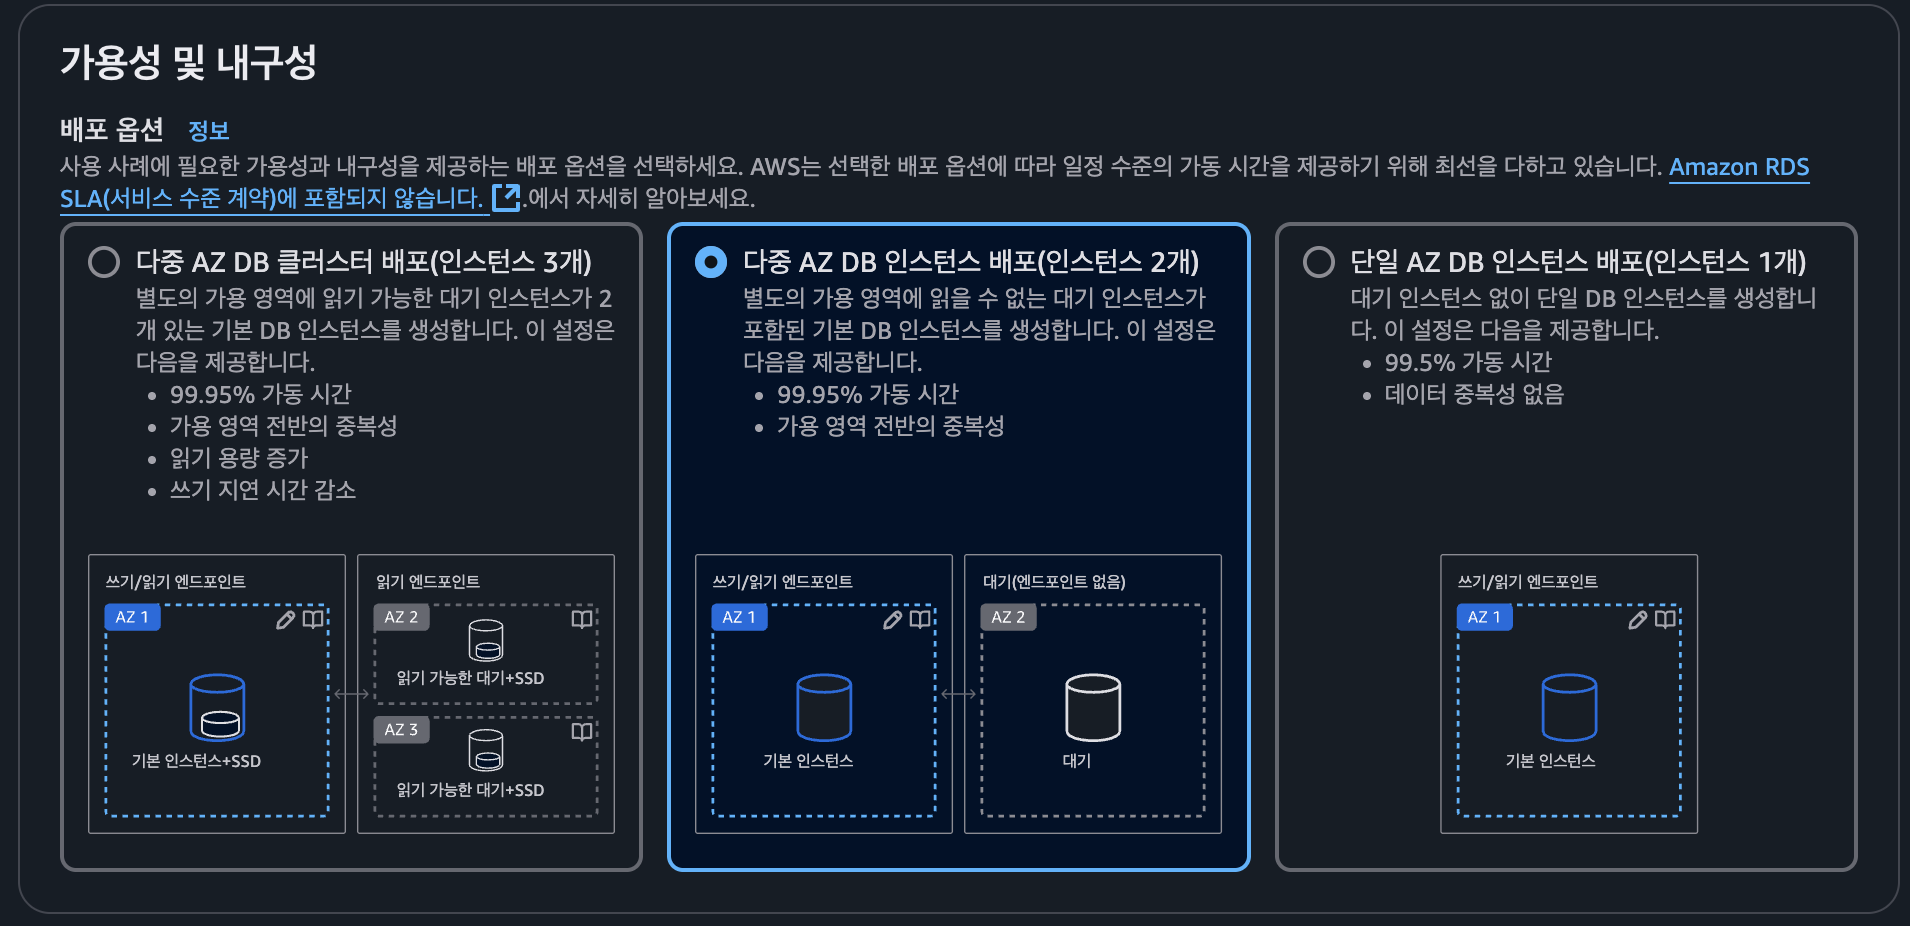 가용성 및 내구성
배포 옵션 정보
사용 사례에 필요한 가용성과 내구성을 제공하는 배포 옵션을 선택하세요. AWS는 선택한 배포 옵션에 따라 일정 수준의 가동 시간을 제공하기 위해 최선을 다하고 있습니다. Amazon RDS
SLA(서비스 수준 계약)에 포함되지 않습니다. .에서 자세히 알아보세요.
다중 AZ DB 클러스터 배포(인스턴스 3개)
별도의 가용 영역에 읽기 가능한 대기 인스턴스가 2
개 있는 기본 DB 인스턴스를 생성합니다. 이 설정은
다음을 제공합니다.
• 99.95% 가동 시간
• 가용 영역 전반의 중복성
• 읽기 용량 증가
• 쓰기 지연 시간 감소
쓰기/읽기 엔드포인트
AZ 1
기본 인스턴스+SSD
읽기 엔드포인트
AZ 2
읽기 가능한 대기+SSD
AZ 3
읽기 가능한 대기+SSD
다중 AZ DB 인스턴스 배포(인스턴스 2개)
별도의 가용 영역에 읽을 수 없는 대기 인스턴스가
포함된 기본 DB 인스턴스를 생성합니다. 이 설정은
다음을 제공합니다.
• 99.95% 가동 시간
• 가용 영역 전반의 중복성
쓰기/읽기 엔드포인트
AZ 1
기본 인스턴스
대기(엔드포인트 없음)
AZ 2
대기
단일 AZ DB 인스턴스 배포(인스턴스 1개)
대기 인스턴스 없이 단일 DB 인스턴스를 생성합니
다. 이 설정은 다음을 제공합니다.
• 99.5% 가동 시간
• 데이터 중복성 없음
쓰기/읽기 엔드포인트
AZ 1
기본 인스턴스